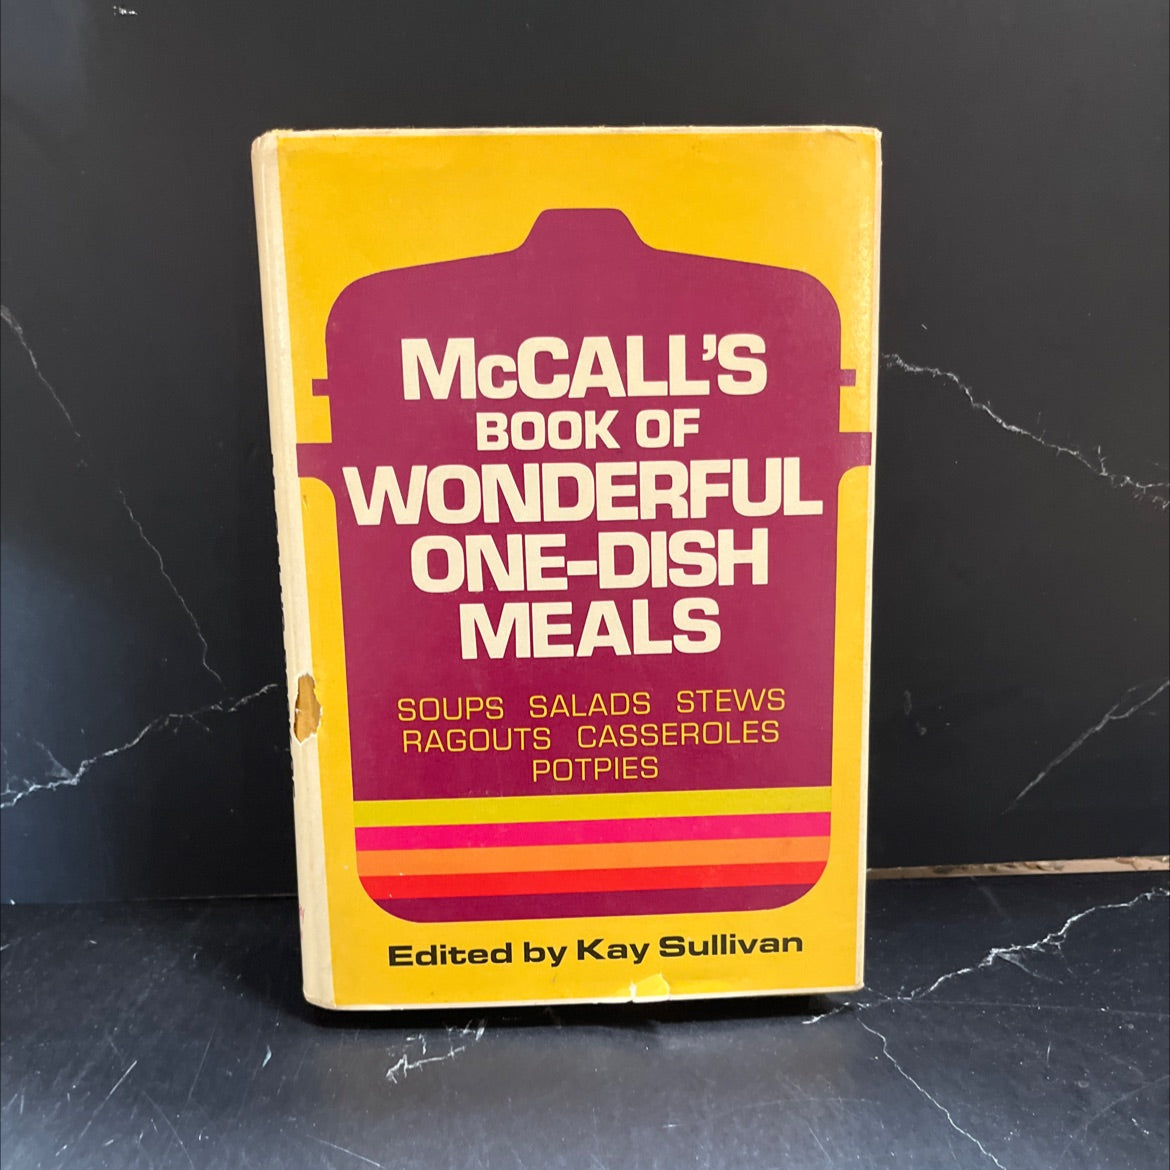 McCALL'S
BOOK OF
WONDERFUL
ONE-DISH
MEALS
SOUPS SALADS STEWS
RAGOUTS CASSEROLES
POTPIES
Edited by Kay Sullivan